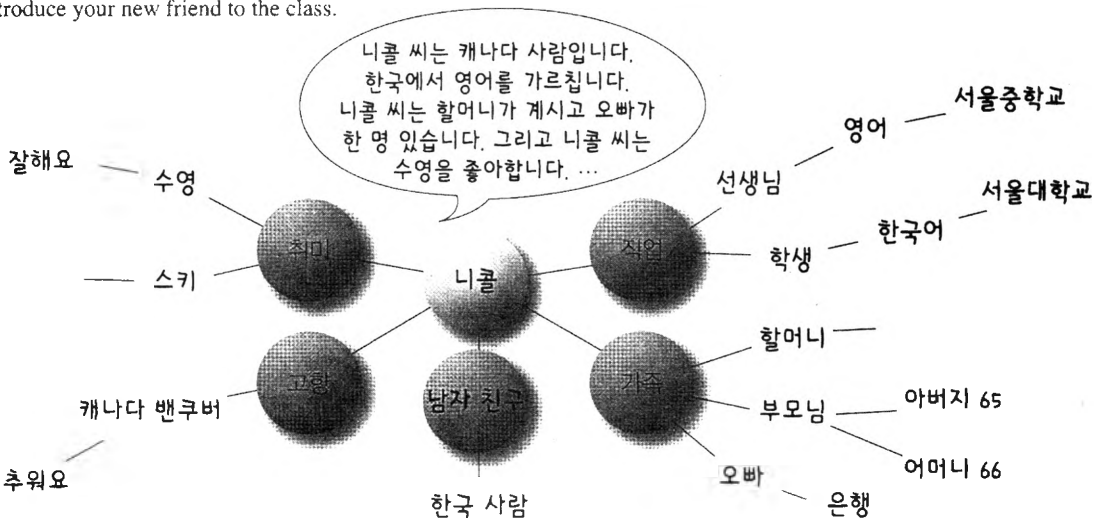 troduce your new friend to the class.
니콜 씨는 캐나다 사람입니다.
한국에서 영어를 가르칩니다.
니콜 씨는 할머니가 계시고 오빠가
한 명 있습니다. 그리고 니콜 씨는
수영을 좋아합니다. …
잘해요
수영
스키
취미
니콜
직업
선생님
영어
서울중학교
학생
한국어
서울대학교
고향
캐나다 밴쿠버
추워요
남자 친구
한국 사람
가족
할머니
부모님
아버지 65
어머니 66
오빠
은행